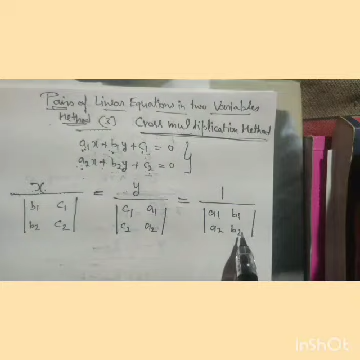 Pairs of Linear Equations in two Variables
Method (x) Cross multiplication Method
a₁x + b₁y + c₁ = 0
a₂x + b₂y + c₂ = 0 }
x = y = 1
|b₁ c₁| |c₁ a₁| |a₁ b₁|
|b₂ c₂| |c₂ a₂| |a₂ b₂|
InShOt